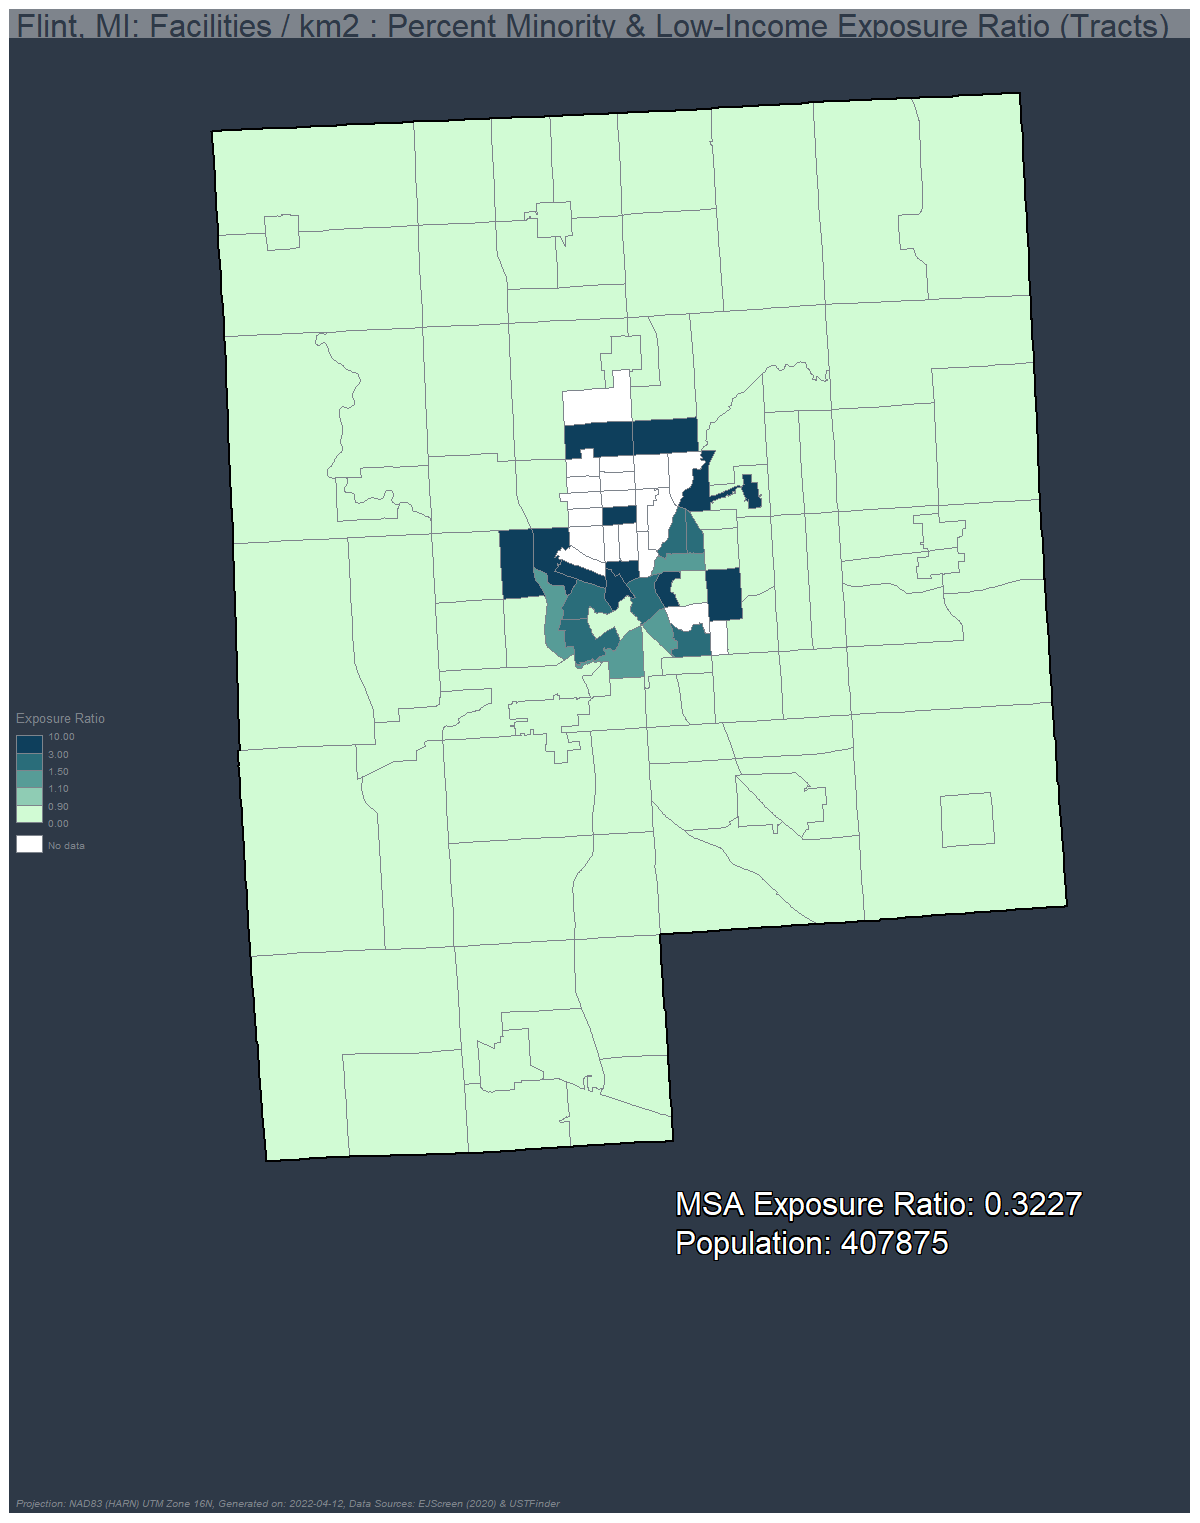 Flint, MI: Facilities / km2 : Percent Minority & Low-Income Exposure Ratio (Tracts)
Exposure Ratio
10.00
3.00
1.50
1.10
0.90
0.00
No data
MSA Exposure Ratio: 0.3227
Population: 407875
Projection: NAD83 (HARN) UTM Zone 16N, Generated on: 2022-04-12, Data Sources: EJScreen (2020) & USTFinder